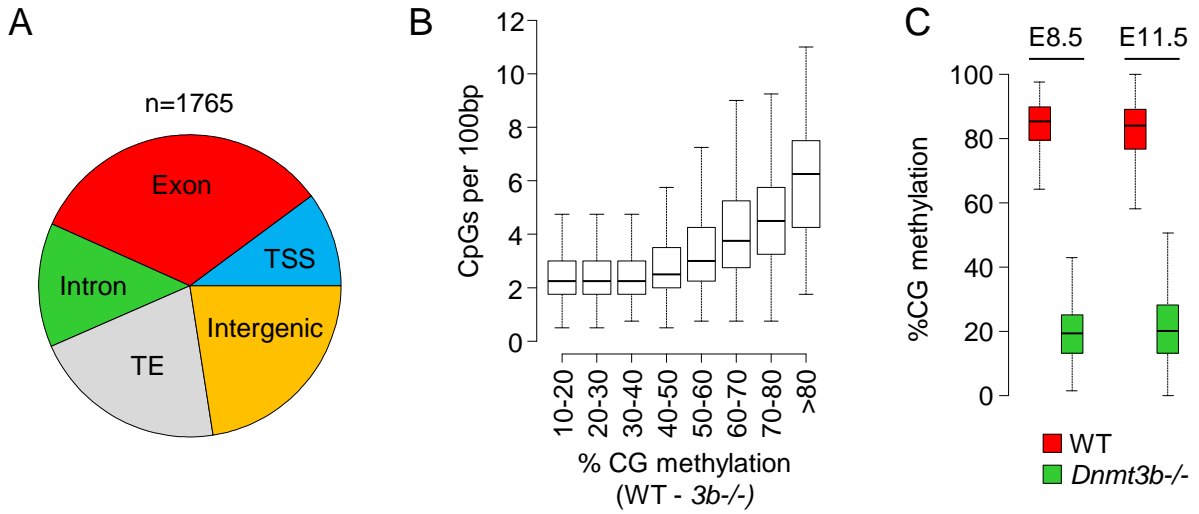 A
n=1765
Exon
TSS
Intron
Intergenic
TE
B
CpGs per 100bp
12
10
8
6
4
2
0
10-20
20-30
30-40
40-50
50-60
60-70
70-80
>80
% CG methylation
(WT - 3b-/-)
C
E8.5 E11.5
%CG methylation
100
80
60
40
20
0
WT
Dnmt3b-/-